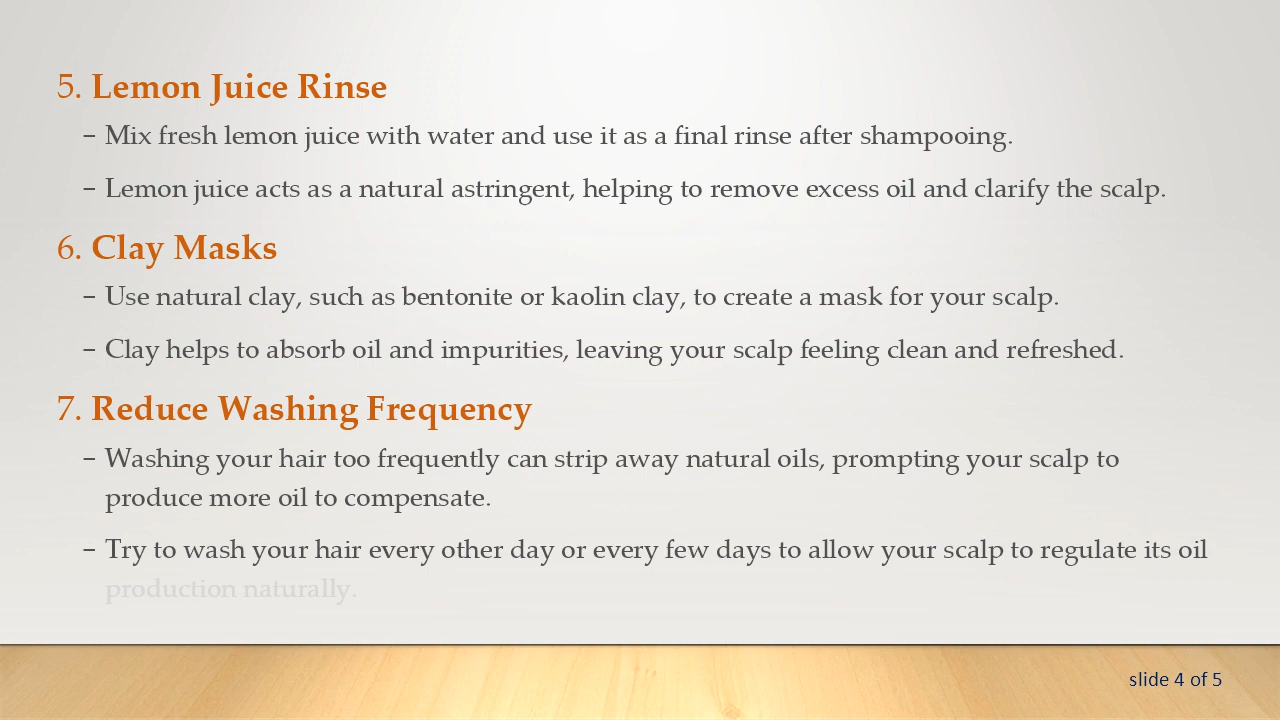 5. Lemon Juice Rinse
– Mix fresh lemon juice with water and use it as a final rinse after shampooing.
– Lemon juice acts as a natural astringent, helping to remove excess oil and clarify the scalp.
6. Clay Masks
– Use natural clay, such as bentonite or kaolin clay, to create a mask for your scalp.
– Clay helps to absorb oil and impurities, leaving your scalp feeling clean and refreshed.
7. Reduce Washing Frequency
– Washing your hair too frequently can strip away natural oils, prompting your scalp to
produce more oil to compensate.
– Try to wash your hair every other day or every few days to allow your scalp to regulate its oil
production naturally.
slide 4 of 5